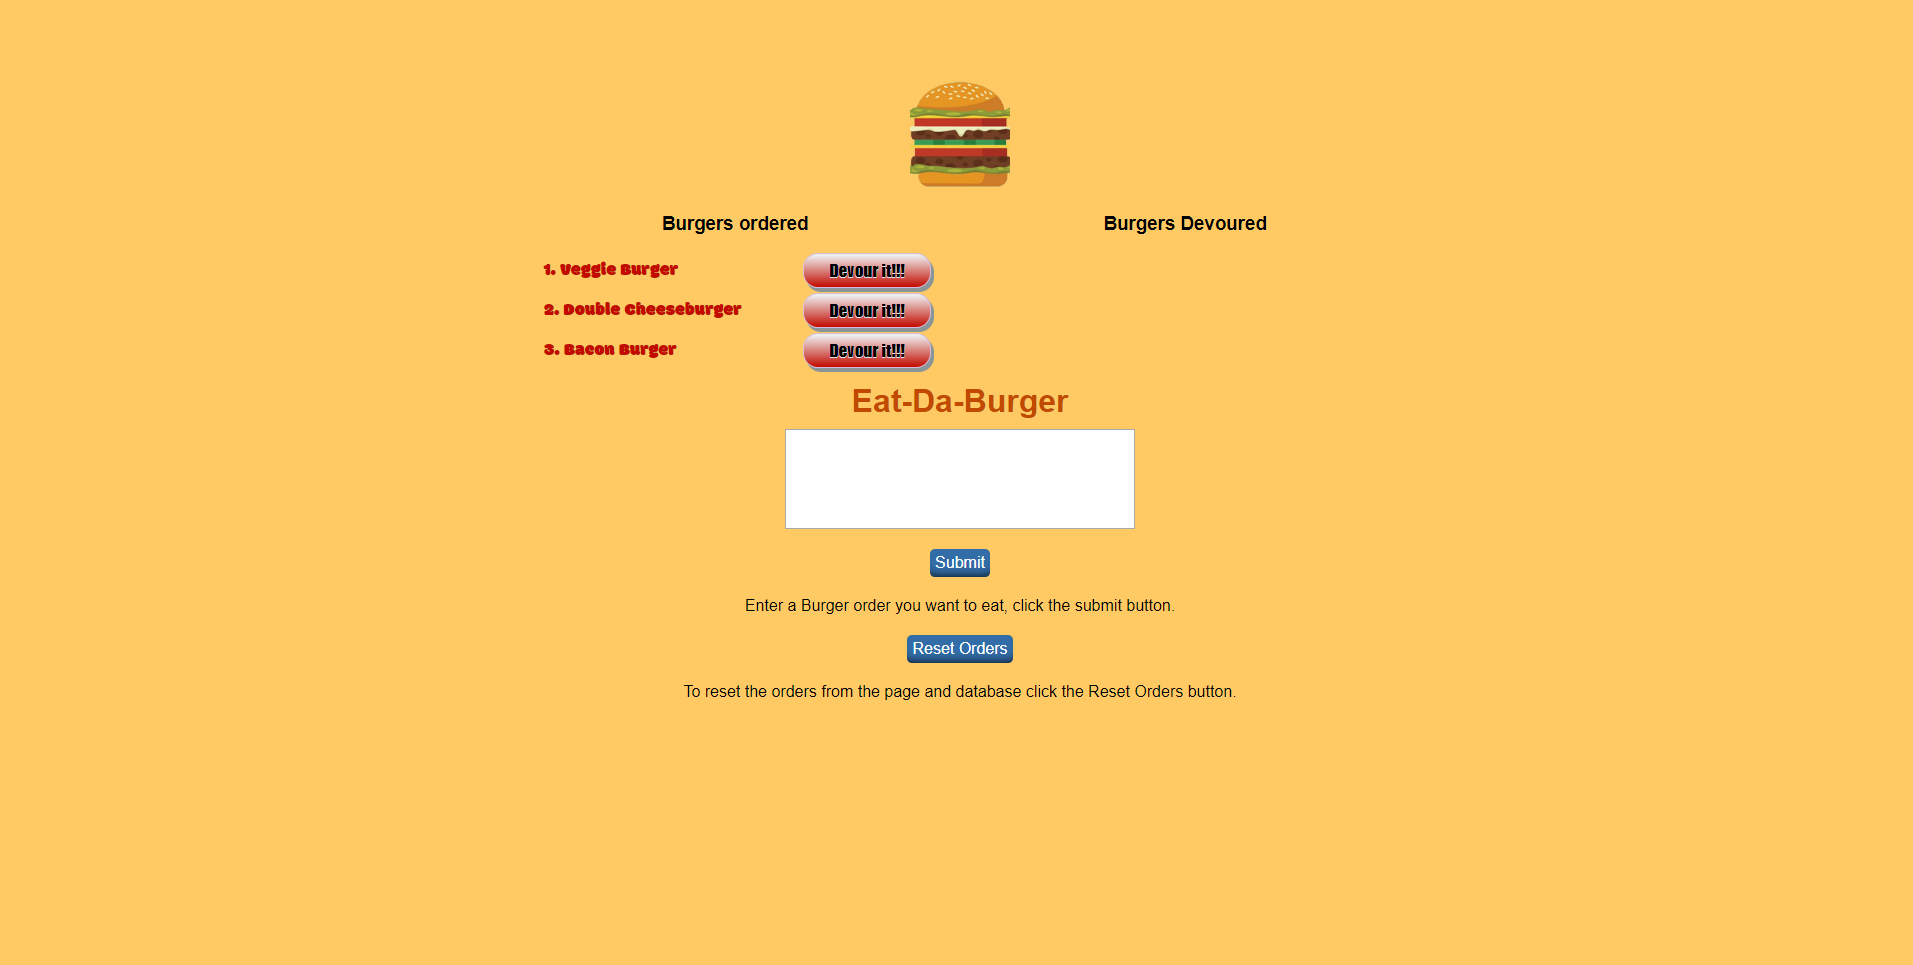 Burgers ordered
Burgers Devoured
1. Veggie Burger
Devour it!!!
2. Double Cheeseburger
Devour it!!!
3. Bacon Burger
Devour it!!!
Eat-Da-Burger
Submit
Enter a Burger order you want to eat, click the submit button.
Reset Orders
To reset the orders from the page and database click the Reset Orders button.